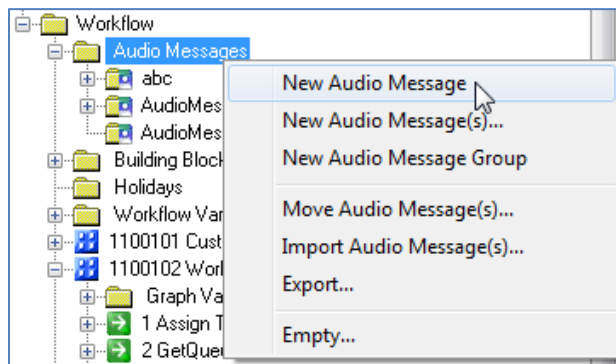 Workflow
Audio Messages
abc
AudioMes
AudioMes
Building Block
Holidays
Workflow Var
1100101 Cust
1100102 Worl
Graph Va
1 Assign T
2 GetQue
New Audio Message
New Audio Message(s)...
New Audio Message Group
Move Audio Message(s)...
Import Audio Message(s)...
Export...
Empty...